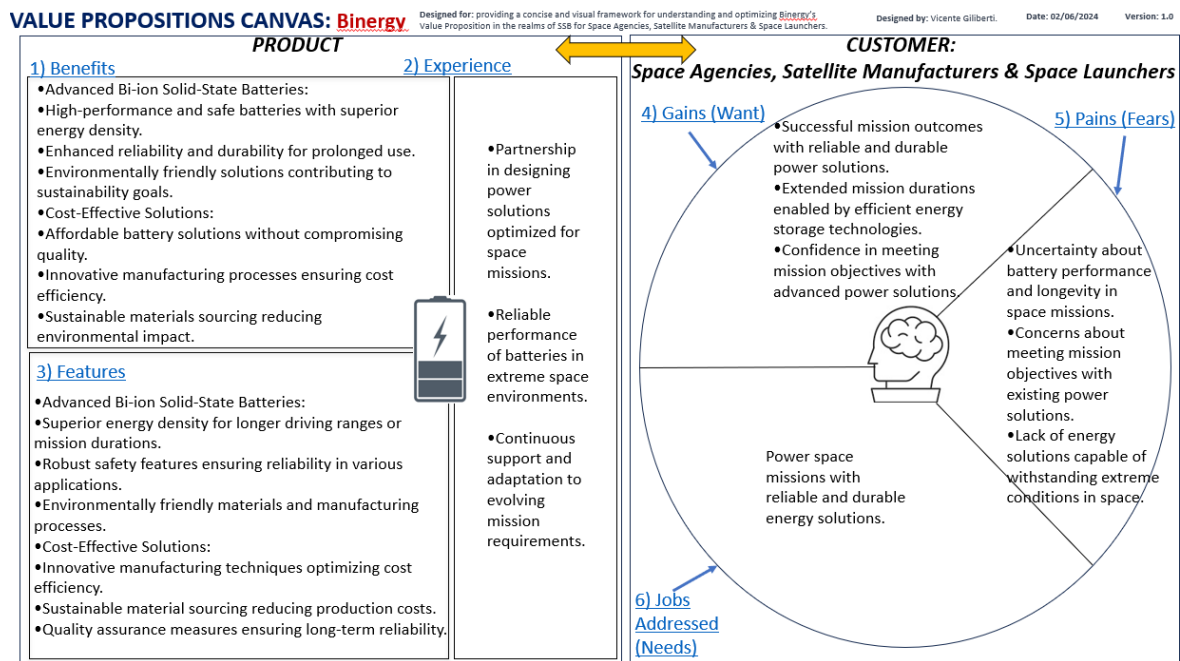 VALUE PROPOSITIONS CANVAS: Binergy
Designed for: providing a concise and visual framework for understanding and optimizing Binergy's
Value Proposition in the realms of SSB for Space Agencies, Satellite Manufacturers & Space Launchers.
Designed by: Vicente Giliberti.
Date: 02/06/2024
Version: 1.0
PRODUCT
1) Benefits
•Advanced Bi-ion Solid-State Batteries:
•High-performance and safe batteries with superior
energy density.
•Enhanced reliability and durability for prolonged use.
•Environmentally friendly solutions contributing to
sustainability goals.
•Cost-Effective Solutions:
•Affordable battery solutions without compromising
quality.
•Innovative manufacturing processes ensuring cost
efficiency.
•Sustainable materials sourcing reducing
environmental impact.
2) Experience
•Partnership
in designing
power
solutions
optimized for
space
missions.
•Reliable
performance
of batteries in
extreme space
environments.
•Continuous
support and
adaptation to
evolving
mission
requirements.
3) Features
•Advanced Bi-ion Solid-State Batteries:
•Superior energy density for longer driving ranges or
mission durations.
•Robust safety features ensuring reliability in various
applications.
•Environmentally friendly materials and manufacturing
processes.
•Cost-Effective Solutions:
•Innovative manufacturing techniques optimizing cost
efficiency.
•Sustainable material sourcing reducing production costs.
•Quality assurance measures ensuring long-term reliability.
CUSTOMER:
Space Agencies, Satellite Manufacturers & Space Launchers
4) Gains (Want)
•Successful mission outcomes
with reliable and durable
power solutions.
•Extended mission durations
enabled by efficient energy
storage technologies.
•Confidence in meeting
mission objectives with
advanced power solutions.
5) Pains (Fears)
•Uncertainty about
battery performance
and longevity in
space missions.
•Concerns about
meeting mission
objectives with
existing power
solutions.
•Lack of energy
solutions capable of
withstanding extreme
conditions in space.
6) Jobs
Addressed
(Needs)
Power space
missions with
reliable and durable
energy solutions.